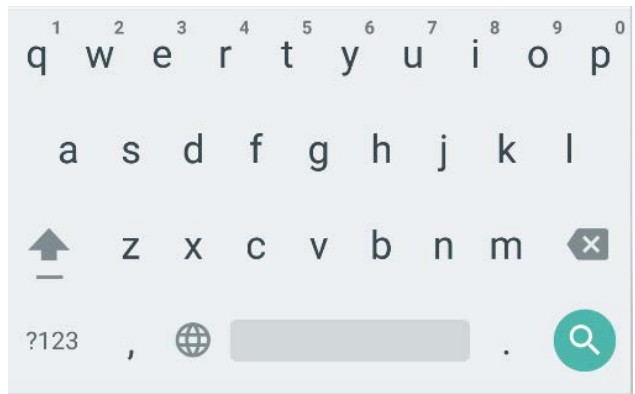 1 2 3 4 5 6 7 8 9 0
q w e r t y u i o p
a s d f g h j k l
z x c v b n m
?123 , .